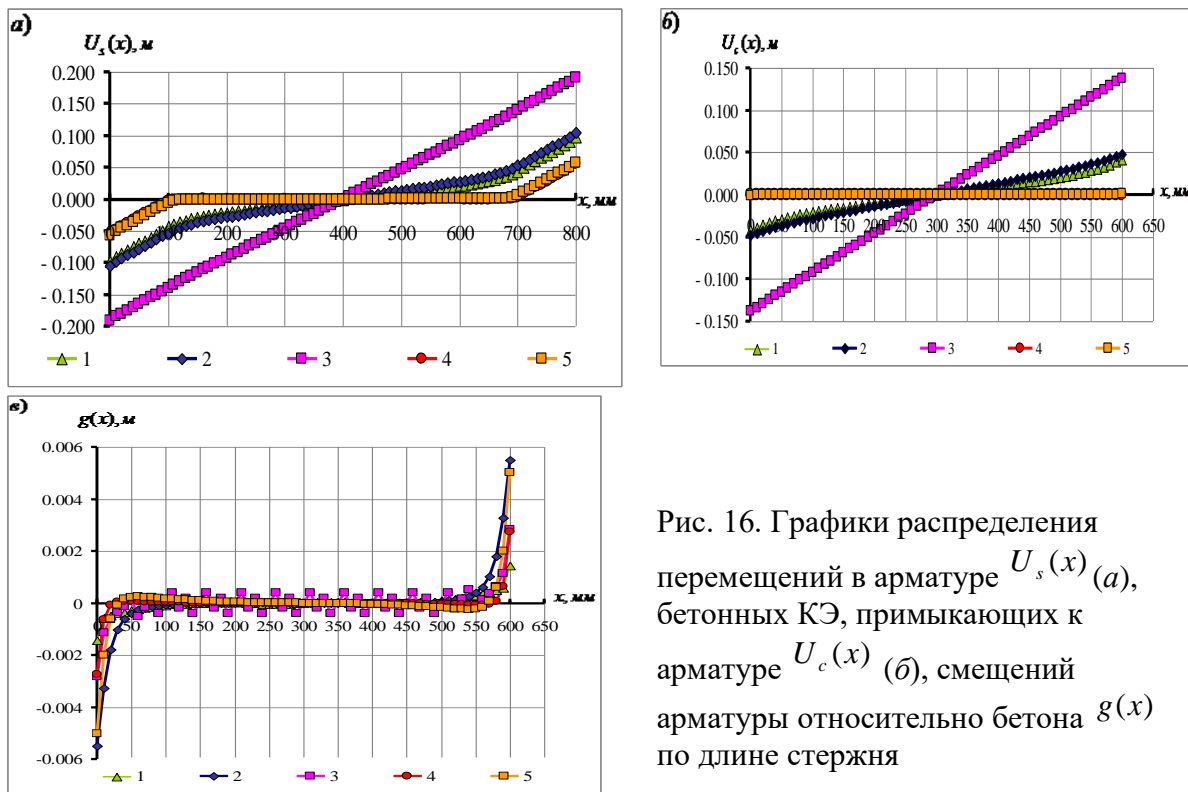 а)
U_s(x), м
0.200
0.150
0.100
0.050
0.000
- 0.050
- 0.100
- 0.150
- 0.200
0 100 200 300 400 500 600 700 800
x, мм
1 2 3 4 5
б)
U_c(x), м
0.150
0.100
0.050
0.000
-0.050
-0.100
-0.150
0 50 100 150 200 250 300 350 400 450 500 550 600 650
x, мм
1 2 3 4 5
в)
g(x), м
0.006
0.004
0.002
0
-0.002
-0.004
-0.006
0 50 100 150 200 250 300 350 400 450 500 550 600 650
x, мм
1 2 3 4 5
Рис. 16. Графики распределения
перемещений в арматуре U_s(x) (а),
бетонных КЭ, примыкающих к
арматуре U_c(x) (б), смещений
арматуры относительно бетона g(x)
по длине стержня